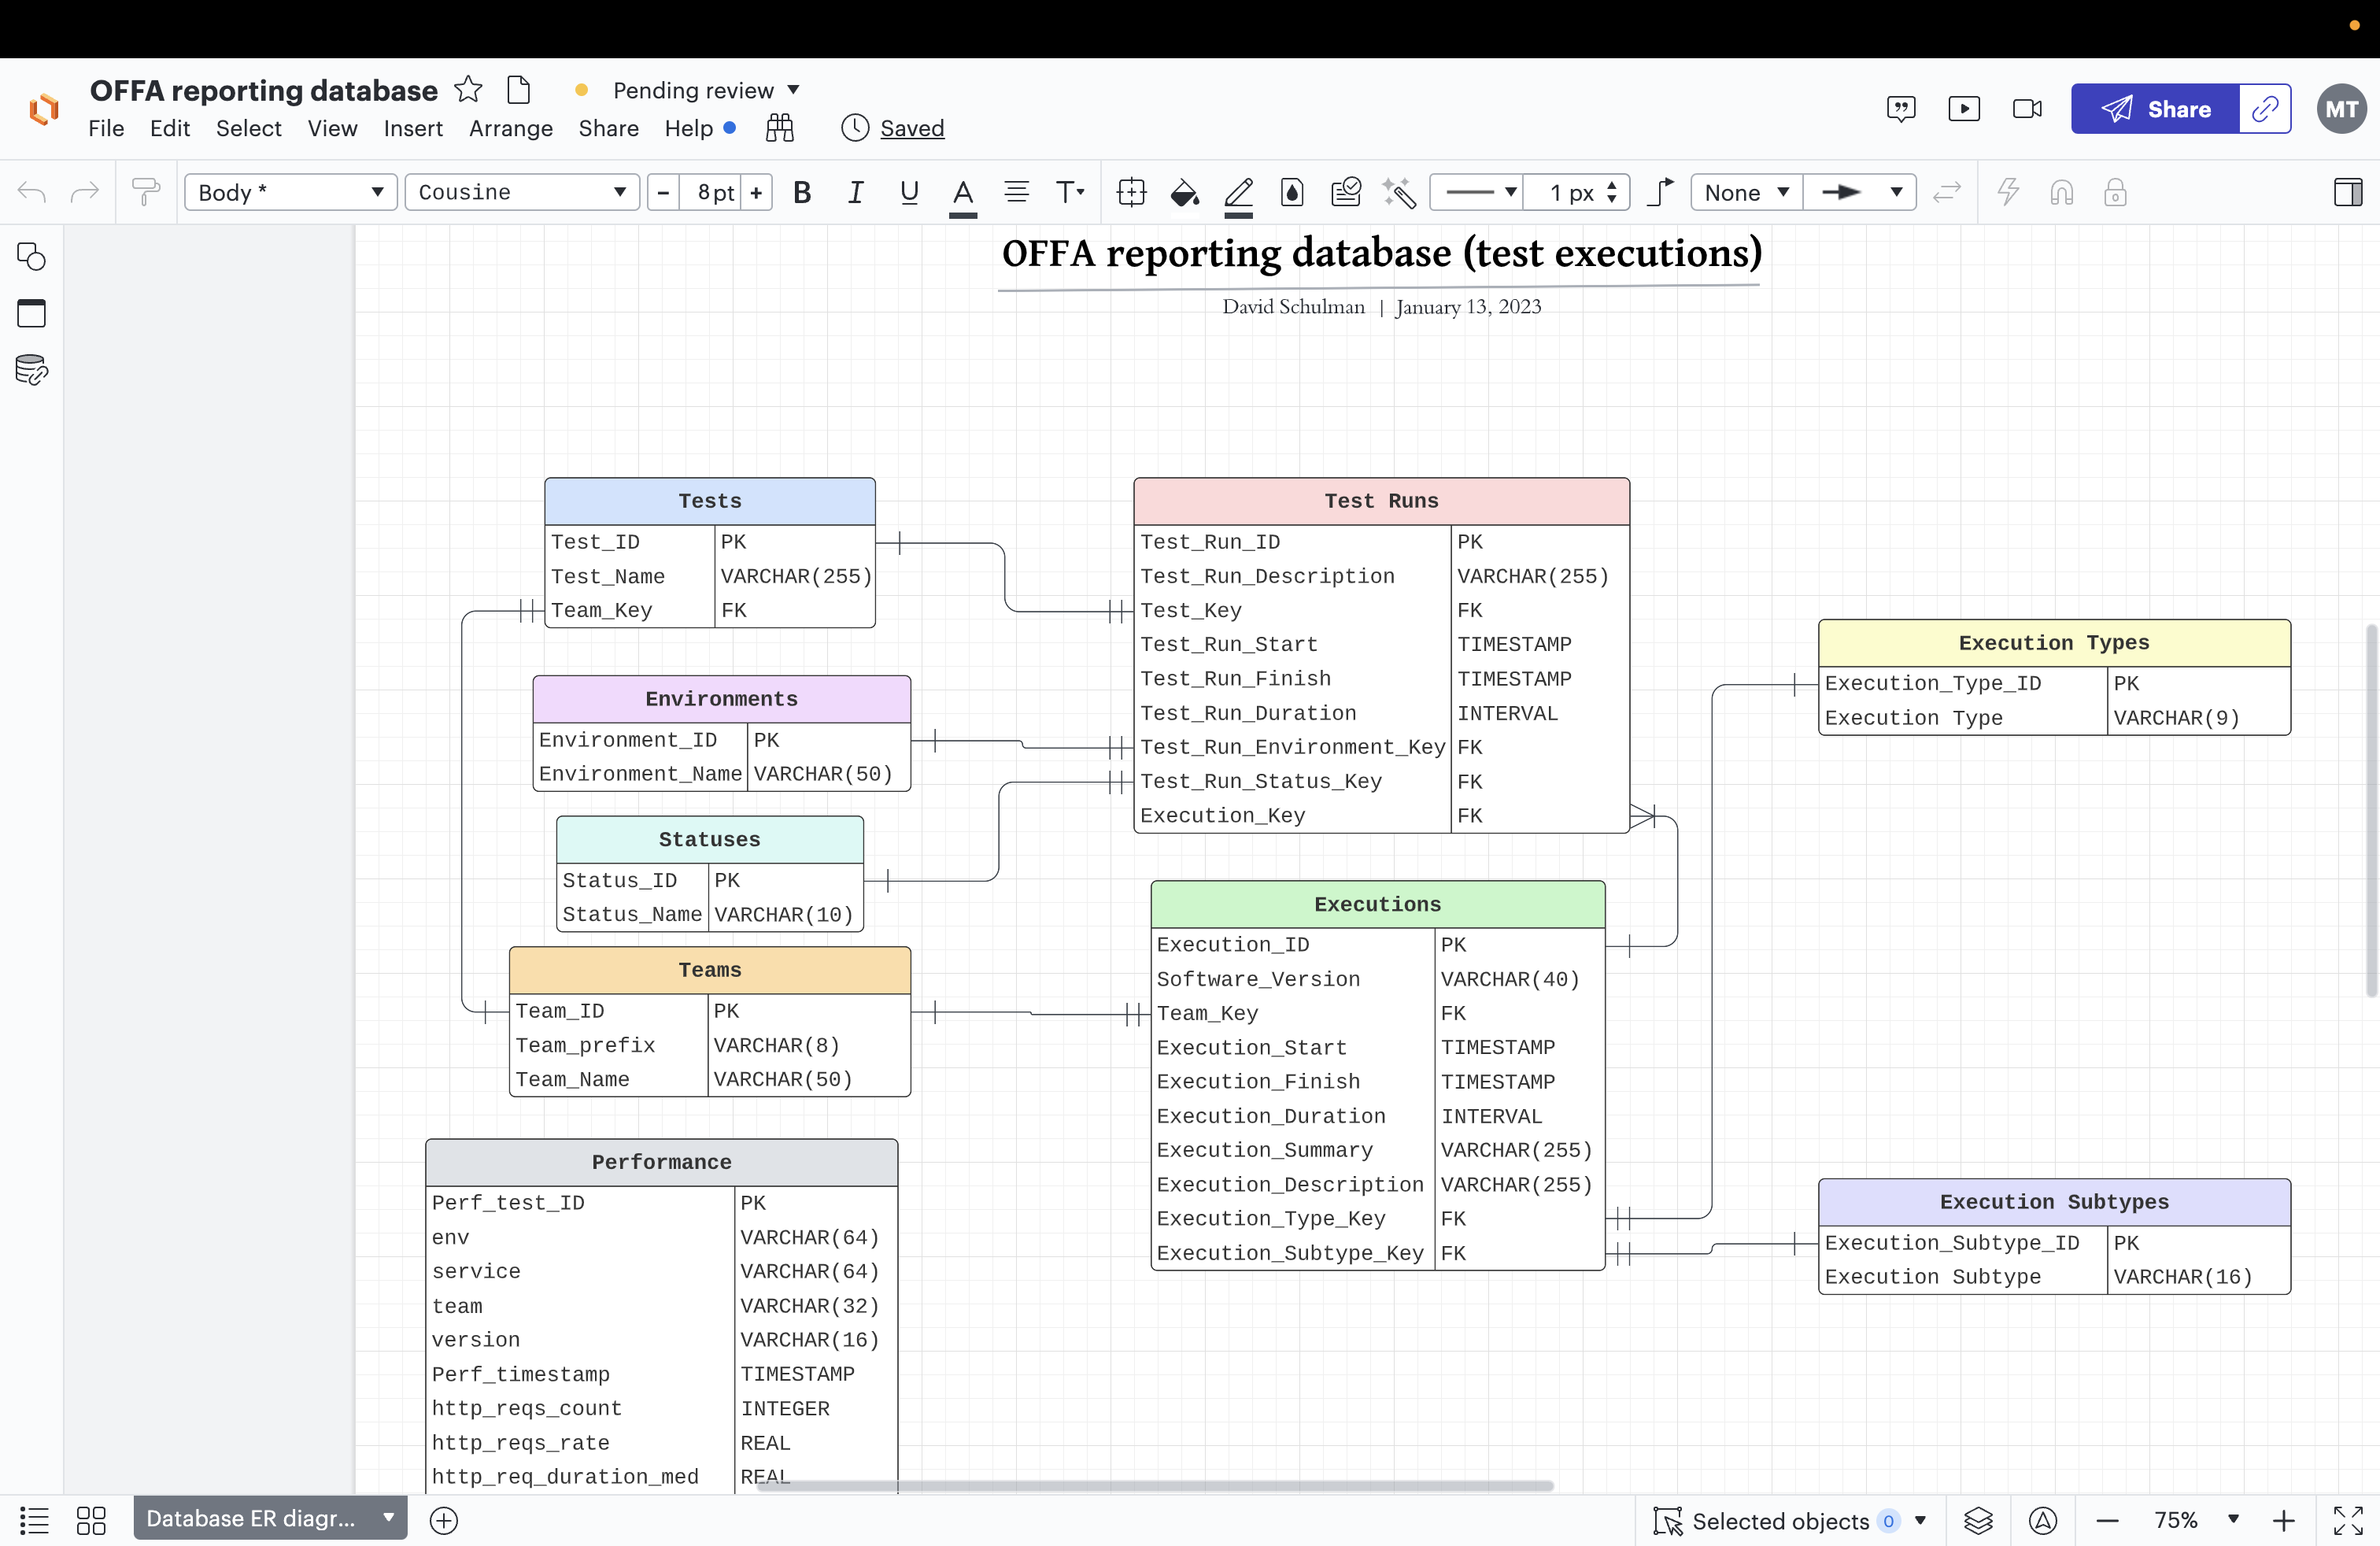 OFFA reporting database
Pending review
File Edit Select View Insert Arrange Share Help
Saved
Share
MT
Body *
Cousine
8 pt
B I U A T
1 px
None
OFFA reporting database (test executions)
David Schulman | January 13, 2023
Tests
Test_ID PK
Test_Name VARCHAR(255)
Team_Key FK
Environments
Environment_ID PK
Environment_Name VARCHAR(50)
Statuses
Status_ID PK
Status_Name VARCHAR(10)
Teams
Team_ID PK
Team_prefix VARCHAR(8)
Team_Name VARCHAR(50)
Performance
Perf_test_ID PK
env VARCHAR(64)
service VARCHAR(64)
team VARCHAR(32)
version VARCHAR(16)
Perf_timestamp TIMESTAMP
http_reqs_count INTEGER
http_reqs_rate REAL
http_req_duration_med REAL
Test Runs
Test_Run_ID PK
Test_Run_Description VARCHAR(255)
Test_Key FK
Test_Run_Start TIMESTAMP
Test_Run_Finish TIMESTAMP
Test_Run_Duration INTERVAL
Test_Run_Environment_Key FK
Test_Run_Status_Key FK
Execution_Key FK
Executions
Execution_ID PK
Software_Version VARCHAR(40)
Team_Key FK
Execution_Start TIMESTAMP
Execution_Finish TIMESTAMP
Execution_Duration INTERVAL
Execution_Summary VARCHAR(255)
Execution_Description VARCHAR(255)
Execution_Type_Key FK
Execution_Subtype_Key FK
Execution Types
Execution_Type_ID PK
Execution Type VARCHAR(9)
Execution Subtypes
Execution_Subtype_ID PK
Execution Subtype VARCHAR(16)
Database ER diagr...
Selected objects 0
75%